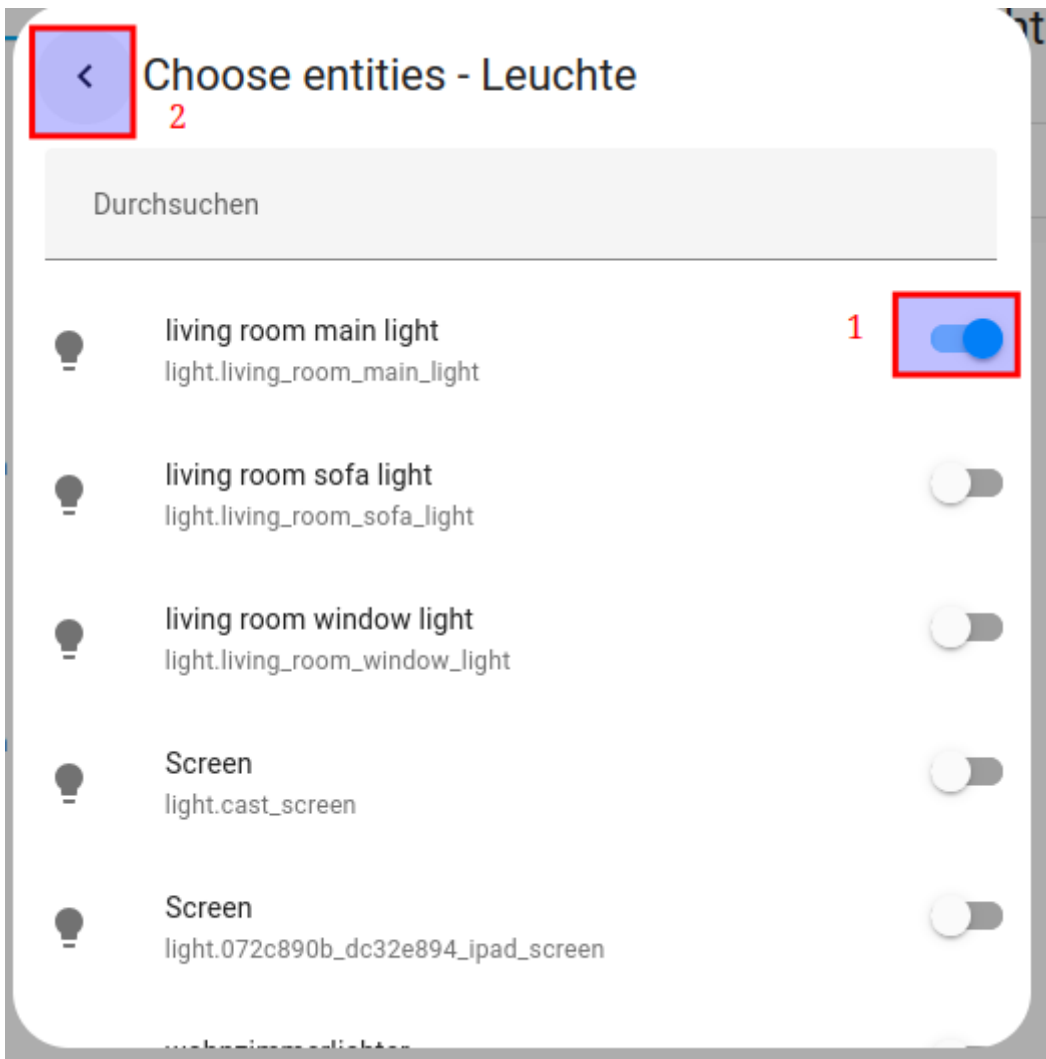 Choose entities - Leuchte
2
Durchsuchen
living room main light
1
light.living_room_main_light
living room sofa light
light.living_room_sofa_light
living room window light
light.living_room_window_light
Screen
light.cast_screen
Screen
light.072c890b_dc32e894_ipad_screen